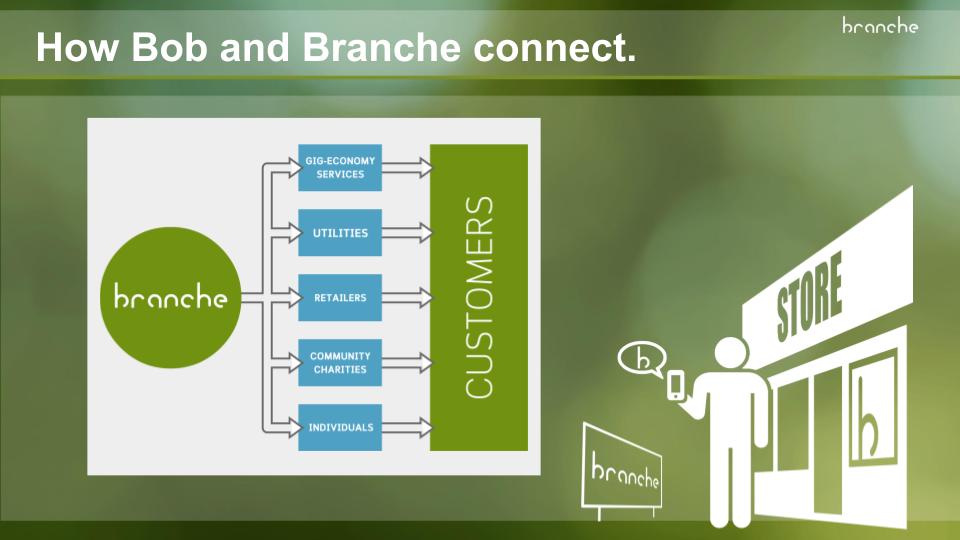 How Bob and Branche connect.
branche
branche
GIG-ECONOMY
SERVICES
UTILITIES
RETAILERS
COMMUNITY
CHARITIES
INDIVIDUALS
CUSTOMERS
STORE
b
b
branche